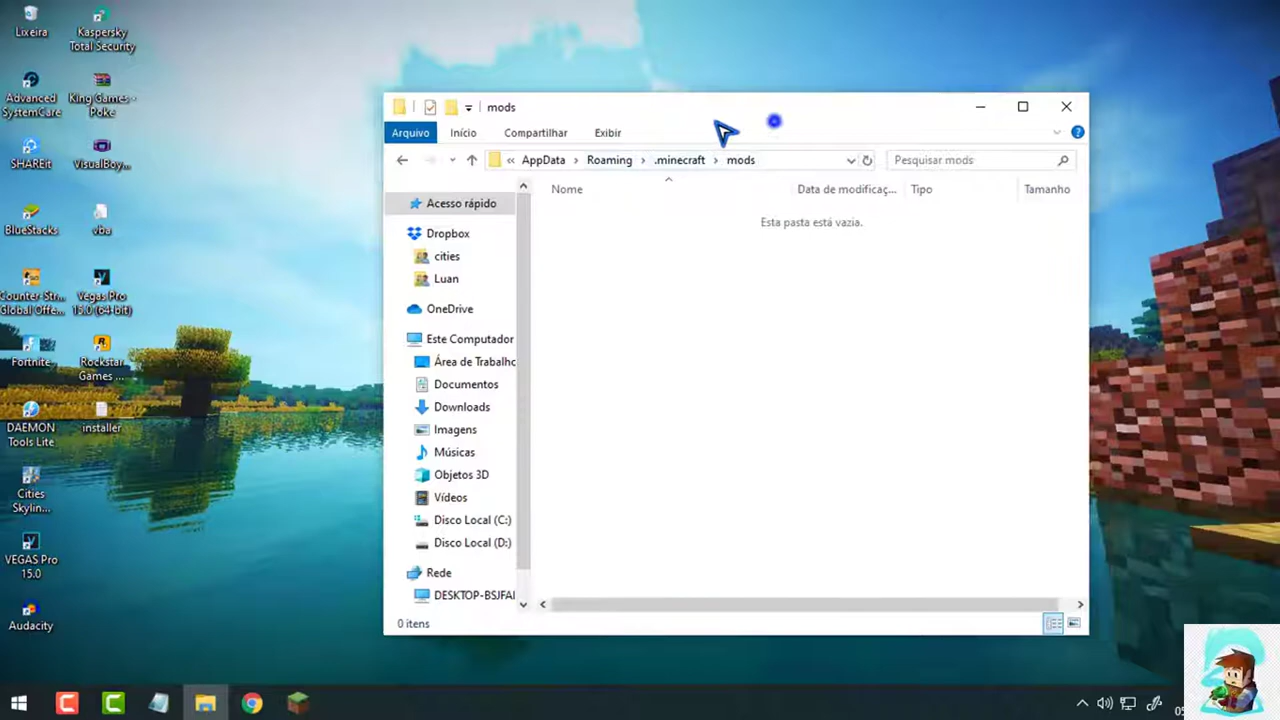 Lixeira
Kaspersky
Total Security
Advanced
SystemCare
King Games -
Poke
SHAREit
VisualBoy...
BlueStacks
vba
Counter-Str...
Global Offe...
Vegas Pro
15.0 (64-bit)
Fortnite
Rockstar
Games ...
DAEMON
Tools Lite
installer
Cities
Skylin...
VEGAS Pro
15.0
Audacity
mods
Arquivo Início Compartilhar Exibir
« AppData › Roaming › .minecraft › mods
Pesquisar mods
Nome Data de modificaç... Tipo Tamanho
Esta pasta está vazia.
Acesso rápido
Dropbox
cities
Luan
OneDrive
Este Computador
Área de Trabalho
Documentos
Downloads
Imagens
Músicas
Objetos 3D
Vídeos
Disco Local (C:)
Disco Local (D:)
Rede
DESKTOP-BSJFAI
0 itens